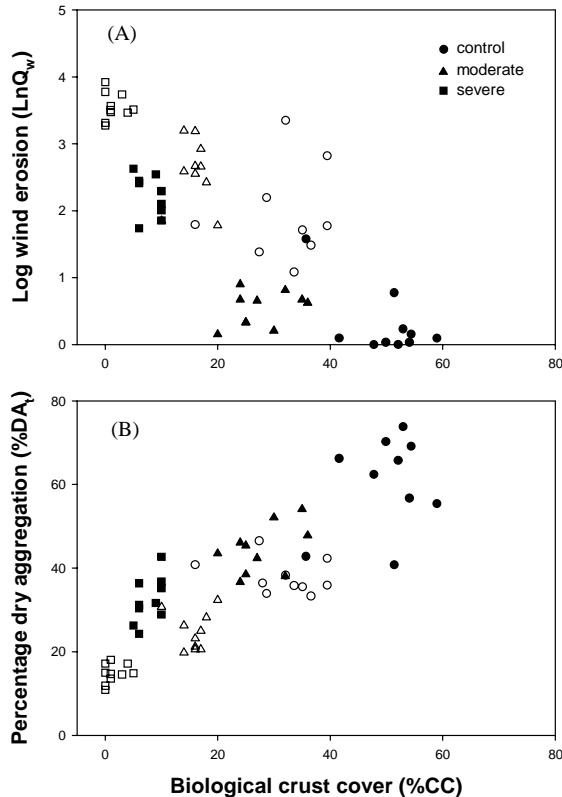 (A)
control
moderate
severe
Log wind erosion (LnQw)
5
4
3
2
1
0
0 20 40 60 80
(B)
Percentage dry aggregation (%DAt)
80
60
40
20
0
0 20 40 60 80
Biological crust cover (%CC)